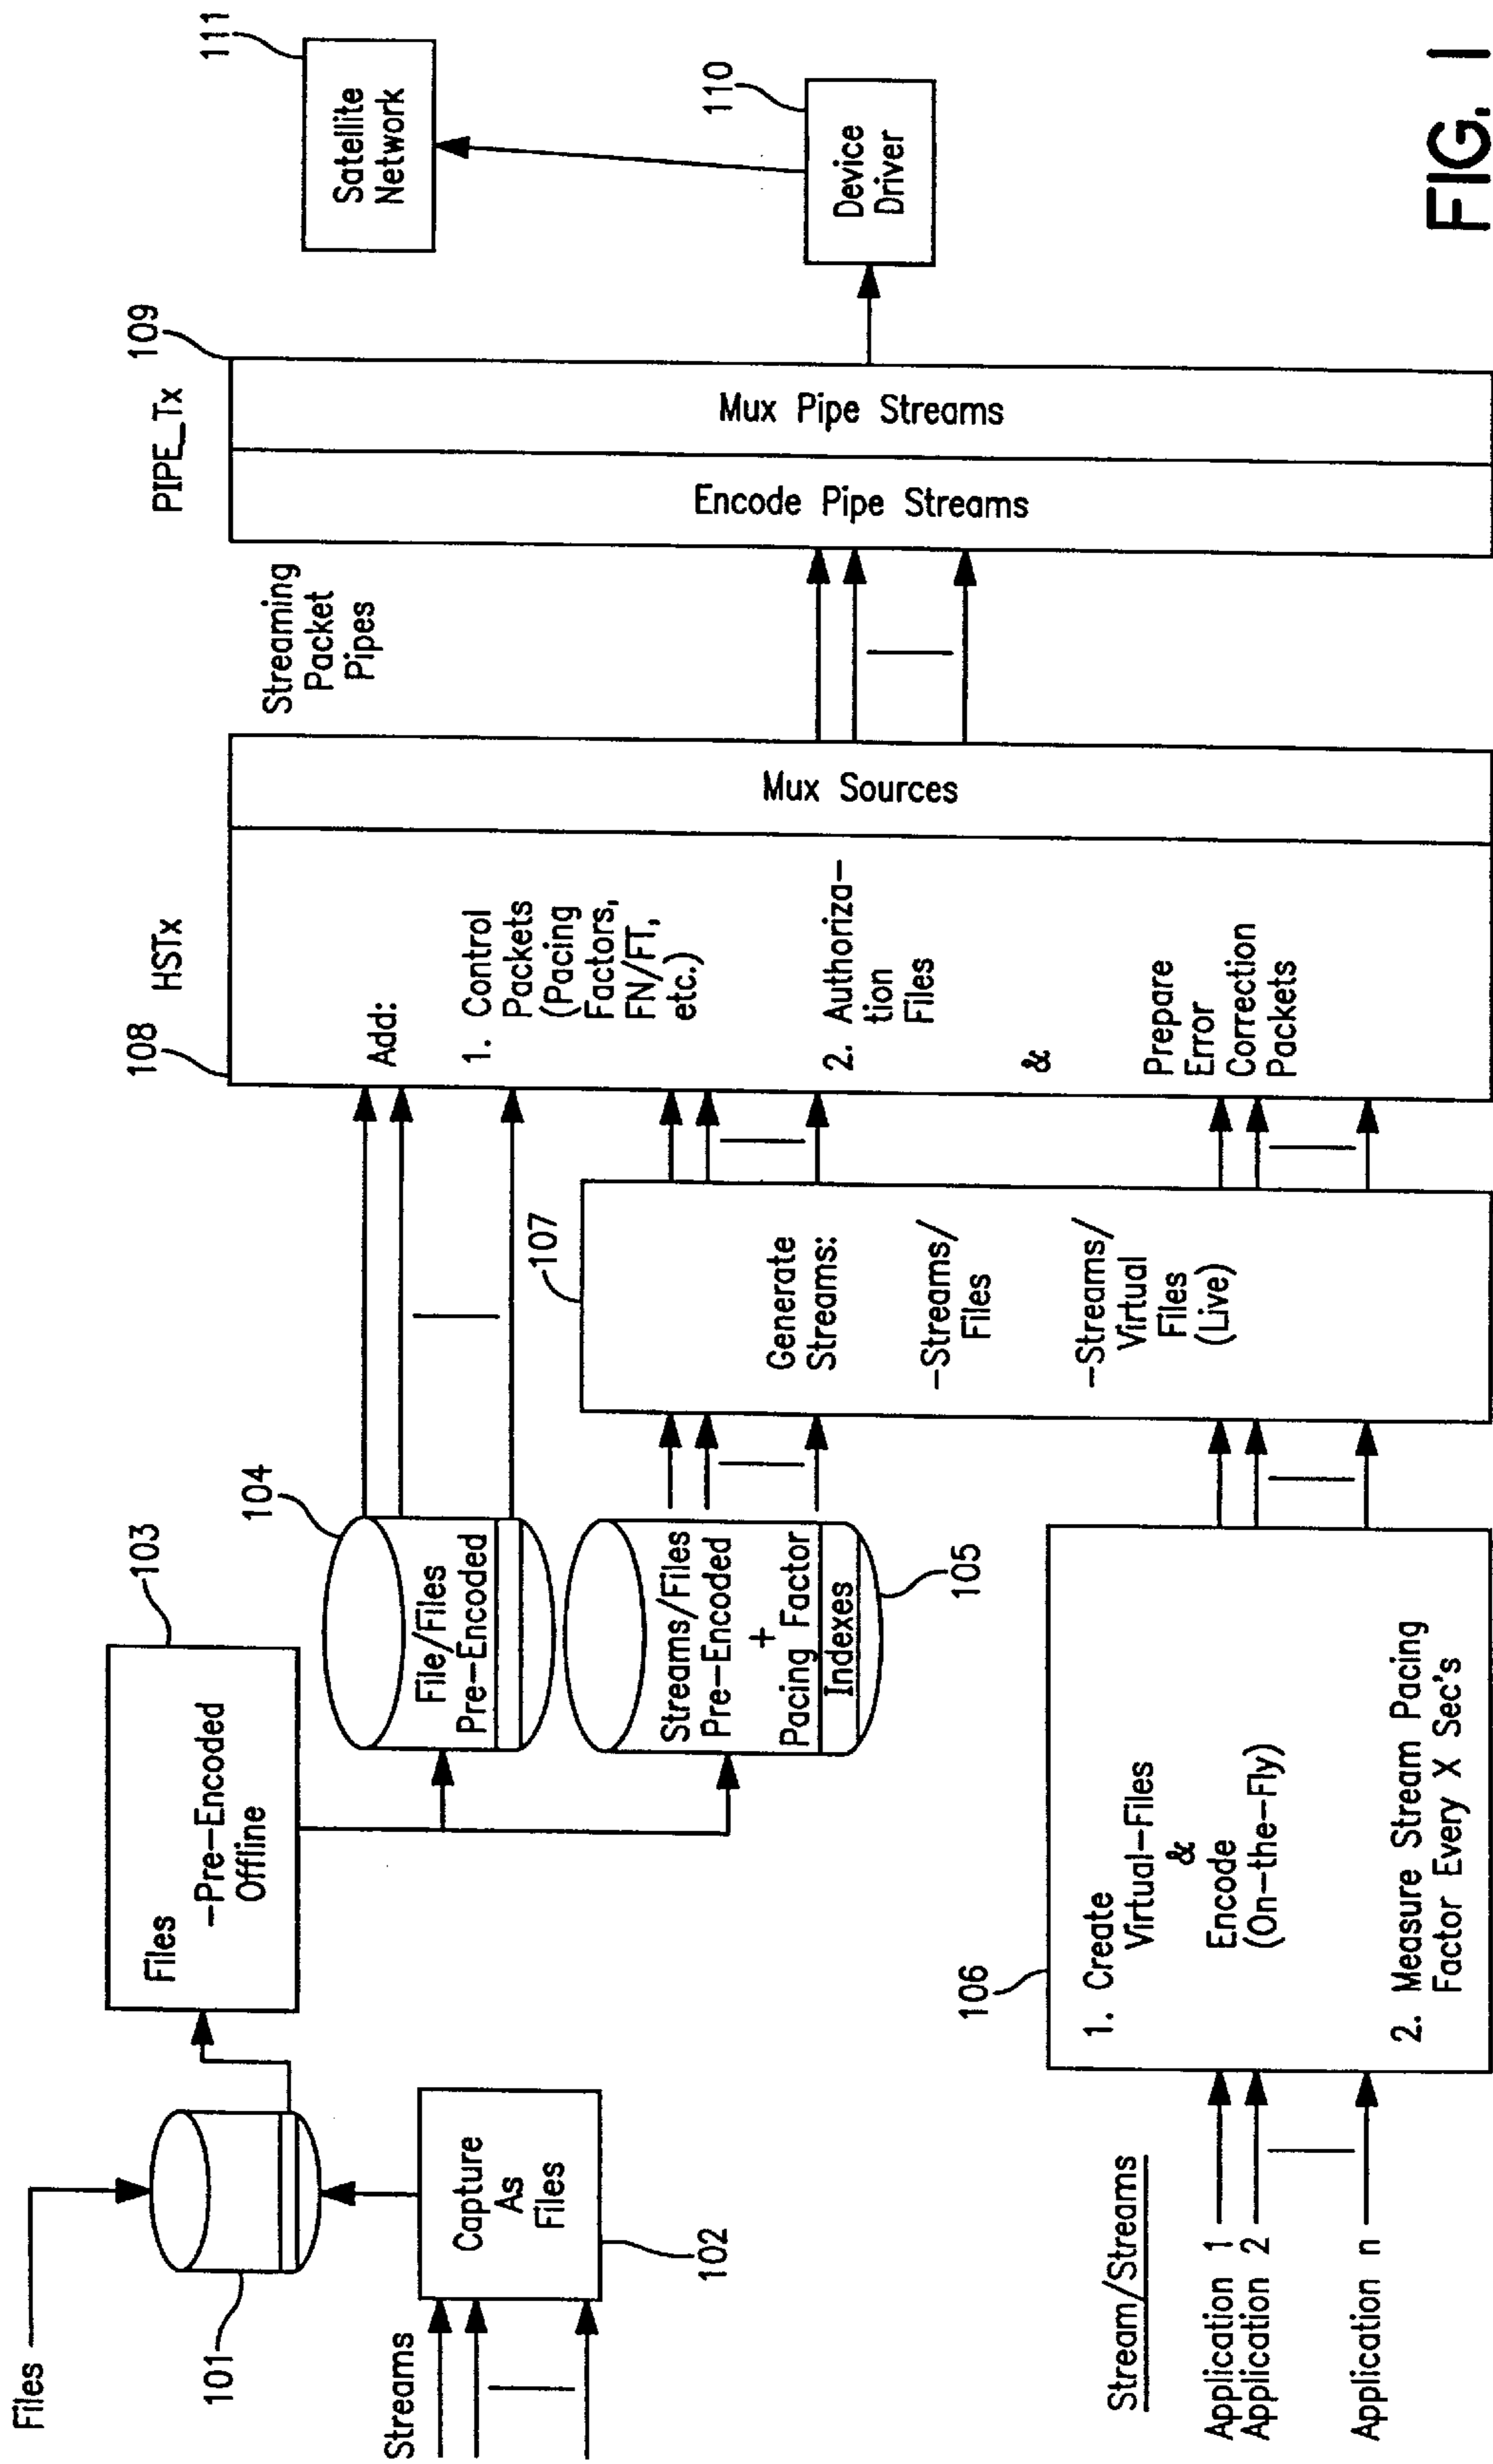 Files
101
Streams
Capture
As
Files
102
Files
-Pre-Encoded
Offline
103
File/Files
Pre-Encoded
104
Streams/Files
Pre-Encoded
+
Pacing Factor
Indexes
105
Stream/Streams
Application 1
Application 2
Application n
106
1. Create
Virtual-Files
&
Encode
(On-the-Fly)
2. Measure Stream Pacing
Factor Every X Sec's
107
Generate
Streams:
-Streams/
Files
-Streams/
Virtual
Files
(Live)
108
HSTx
Add:
1. Control
Packets
(Pacing
Factors,
FN/FT,
etc.)
2. Authoriza-
tion
Files
&
Prepare
Error
Correction
Packets
Mux Sources
Streaming
Packet
Pipes
PIPE_Tx
109
Encode Pipe Streams
Mux Pipe Streams
Device
Driver
110
Satellite
Network
111
FIG. 1